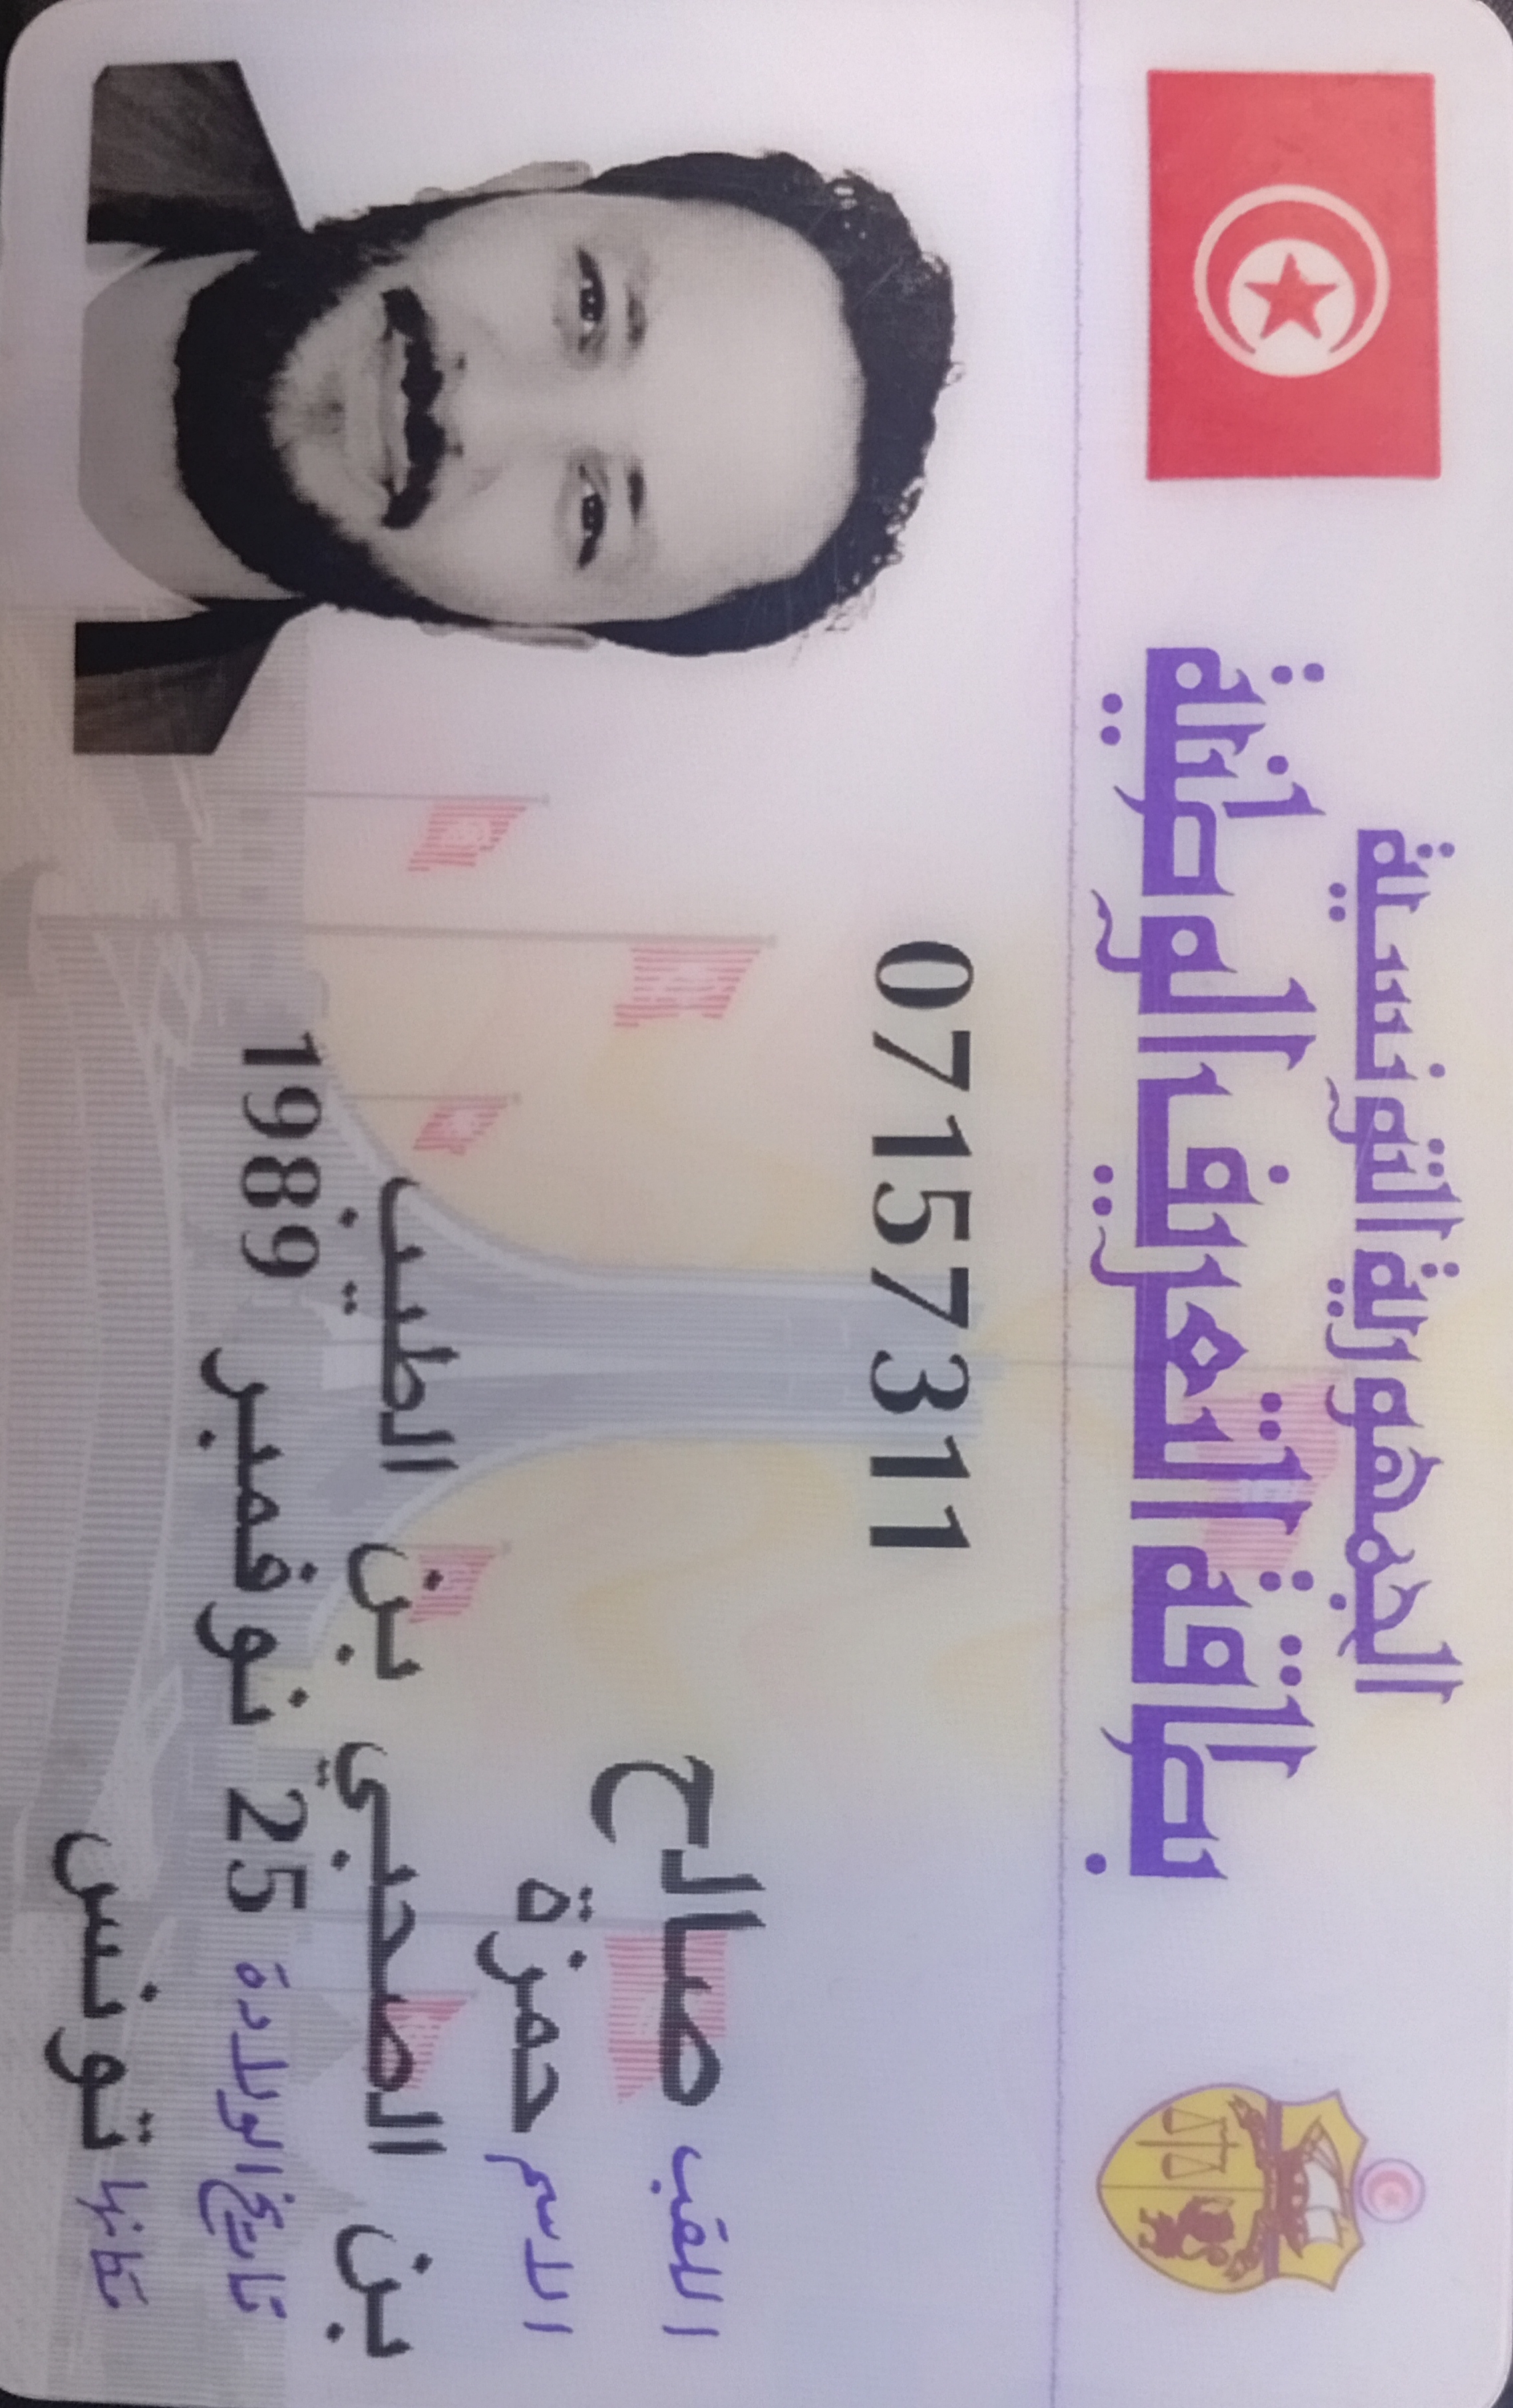 الجمهورية التونسية
بطاقة التعريف الوطنية
07157311
اللقب صالح
الاسم حمزة
بن الصحبي بن الطيب
تاريخ الولادة 25 نوفمبر 1989
مكانها تونس